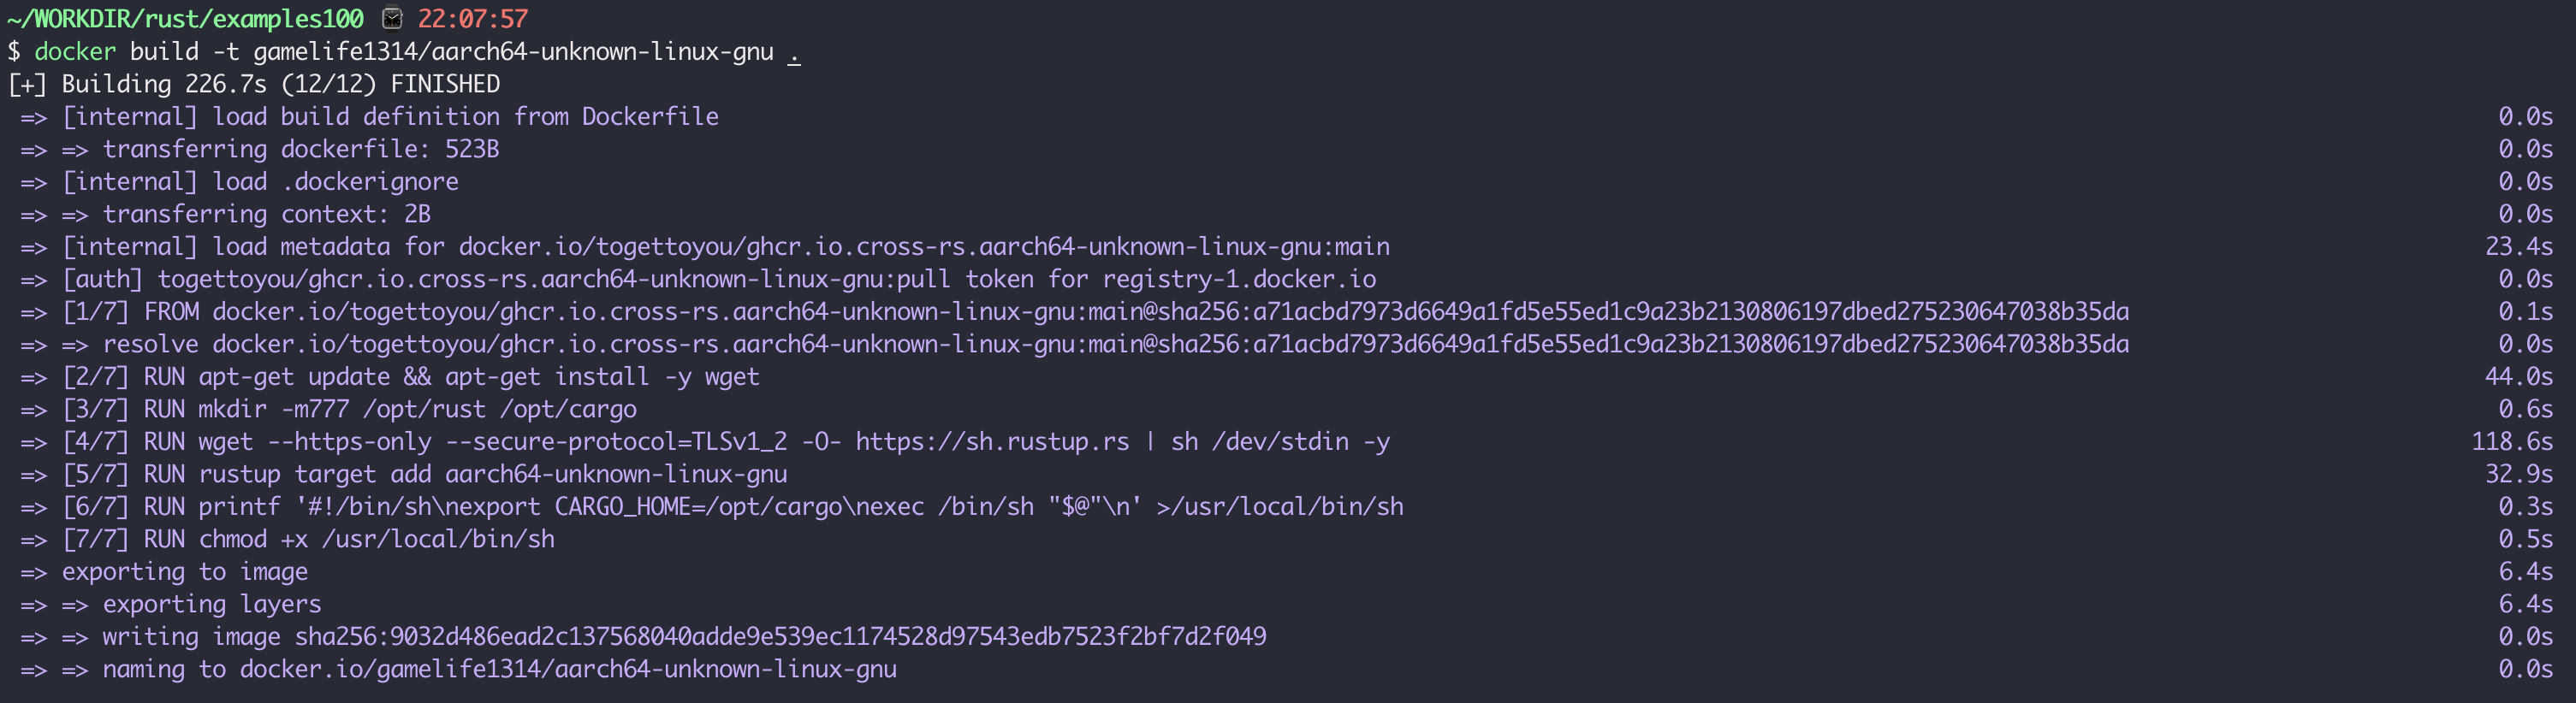 ~/WORKDIR/rust/examples100 ⌚ 22:07:57
$ docker build -t gamelife1314/aarch64-unknown-linux-gnu .
[+] Building 226.7s (12/12) FINISHED
=> [internal] load build definition from Dockerfile 0.0s
=> => transferring dockerfile: 523B 0.0s
=> [internal] load .dockerignore 0.0s
=> => transferring context: 2B 0.0s
=> [internal] load metadata for docker.io/togettoyou/ghcr.io.cross-rs.aarch64-unknown-linux-gnu:main 23.4s
=> [auth] togettoyou/ghcr.io.cross-rs.aarch64-unknown-linux-gnu:pull token for registry-1.docker.io 0.0s
=> [1/7] FROM docker.io/togettoyou/ghcr.io.cross-rs.aarch64-unknown-linux-gnu:main@sha256:a71acbd7973d6649a1fd5e55ed1c9a23b2130806197dbed275230647038b35da 0.1s
=> => resolve docker.io/togettoyou/ghcr.io.cross-rs.aarch64-unknown-linux-gnu:main@sha256:a71acbd7973d6649a1fd5e55ed1c9a23b2130806197dbed275230647038b35da 0.0s
=> [2/7] RUN apt-get update && apt-get install -y wget 44.0s
=> [3/7] RUN mkdir -m777 /opt/rust /opt/cargo 0.6s
=> [4/7] RUN wget --https-only --secure-protocol=TLSv1_2 -O- https://sh.rustup.rs | sh /dev/stdin -y 118.6s
=> [5/7] RUN rustup target add aarch64-unknown-linux-gnu 32.9s
=> [6/7] RUN printf '#!/bin/sh\nexport CARGO_HOME=/opt/cargo\nexec /bin/sh "$@"\n' >/usr/local/bin/sh 0.3s
=> [7/7] RUN chmod +x /usr/local/bin/sh 0.5s
=> exporting to image 6.4s
=> => exporting layers 6.4s
=> => writing image sha256:9032d486ead2c137568040adde9e539ec1174528d97543edb7523f2bf7d2f049 0.0s
=> => naming to docker.io/gamelife1314/aarch64-unknown-linux-gnu 0.0s